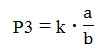 P3 = k · a/b